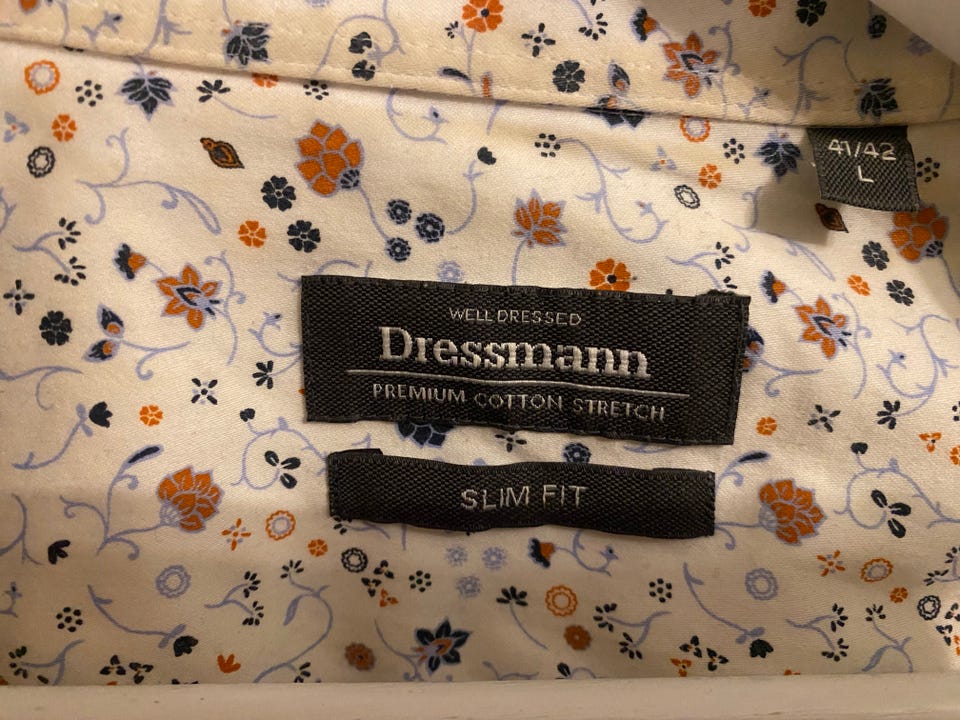 41/42
L
WELL DRESSED
Dressmann
PREMIUM COTTON STRETCH
SLIM FIT